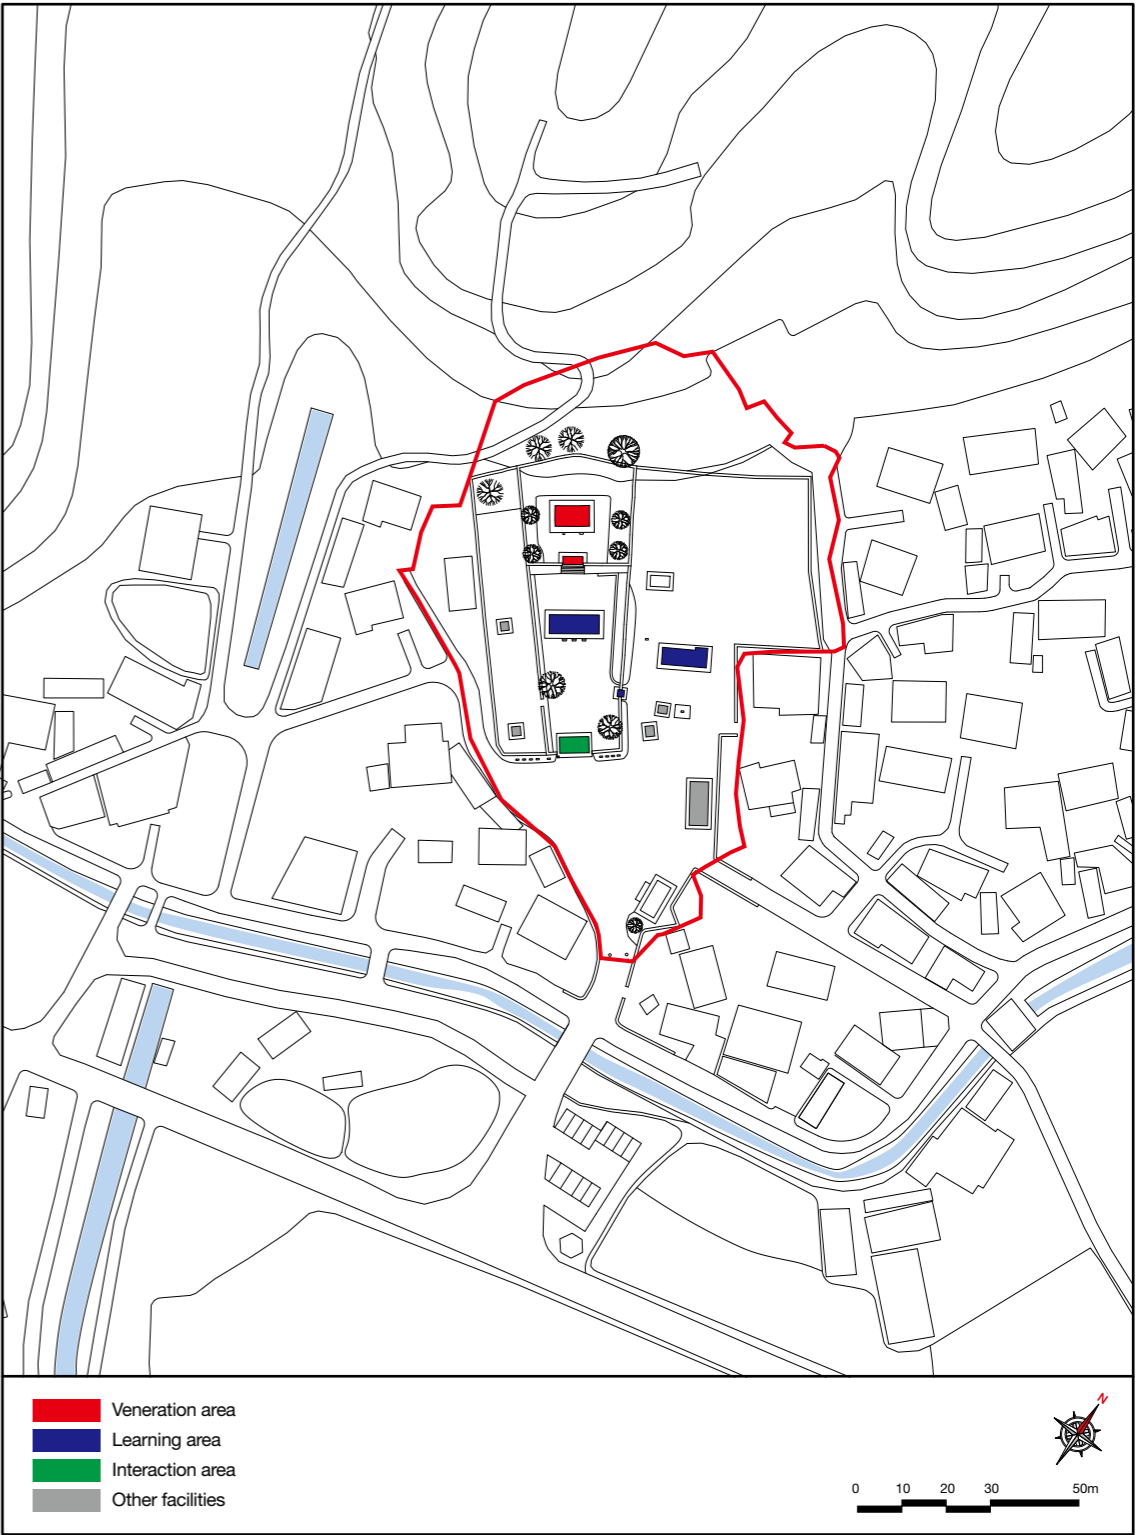 Veneration area
Learning area
Interaction area
Other facilities
N
0 10 20 30 50m